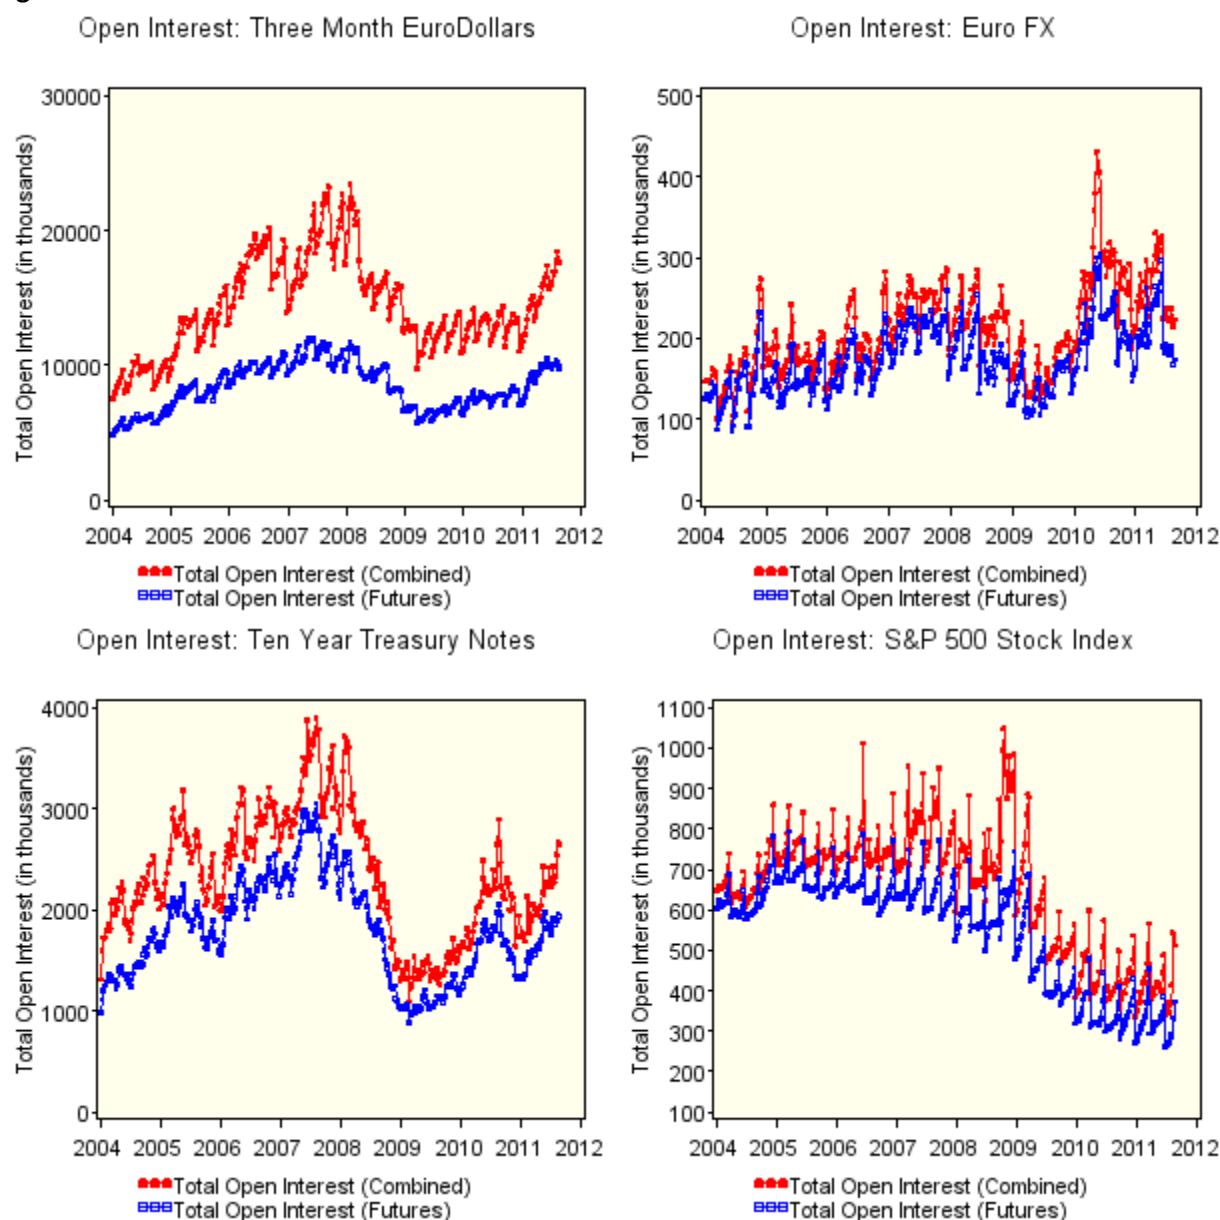 Open Interest: Three Month EuroDollars
Total Open Interest (in thousands)
30000
20000
10000
0
2004 2005 2006 2007 2008 2009 2010 2011 2012
Total Open Interest (Combined)
Total Open Interest (Futures)
Open Interest: Euro FX
Total Open Interest (in thousands)
500
400
300
200
100
0
2004 2005 2006 2007 2008 2009 2010 2011 2012
Total Open Interest (Combined)
Total Open Interest (Futures)
Open Interest: Ten Year Treasury Notes
Total Open Interest (in thousands)
4000
3000
2000
1000
0
2004 2005 2006 2007 2008 2009 2010 2011 2012
Total Open Interest (Combined)
Total Open Interest (Futures)
Open Interest: S&P 500 Stock Index
Total Open Interest (in thousands)
1100
1000
900
800
700
600
500
400
300
200
100
2004 2005 2006 2007 2008 2009 2010 2011 2012
Total Open Interest (Combined)
Total Open Interest (Futures)